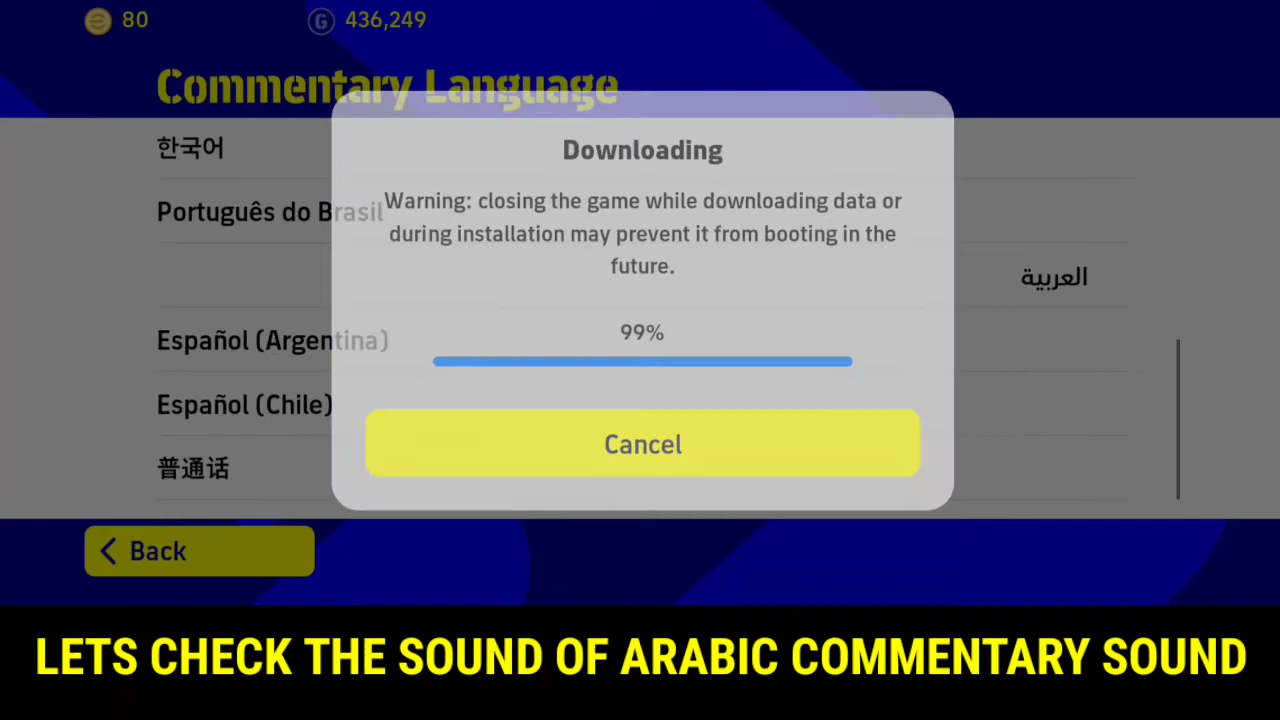 80
G 436,249
Commentary Language
한국어
Português do Brasil
العربية
Español (Argentina)
Español (Chile)
普通话
Downloading
Warning: closing the game while downloading data or
during installation may prevent it from booting in the
future.
99%
Cancel
Back
LETS CHECK THE SOUND OF ARABIC COMMENTARY SOUND